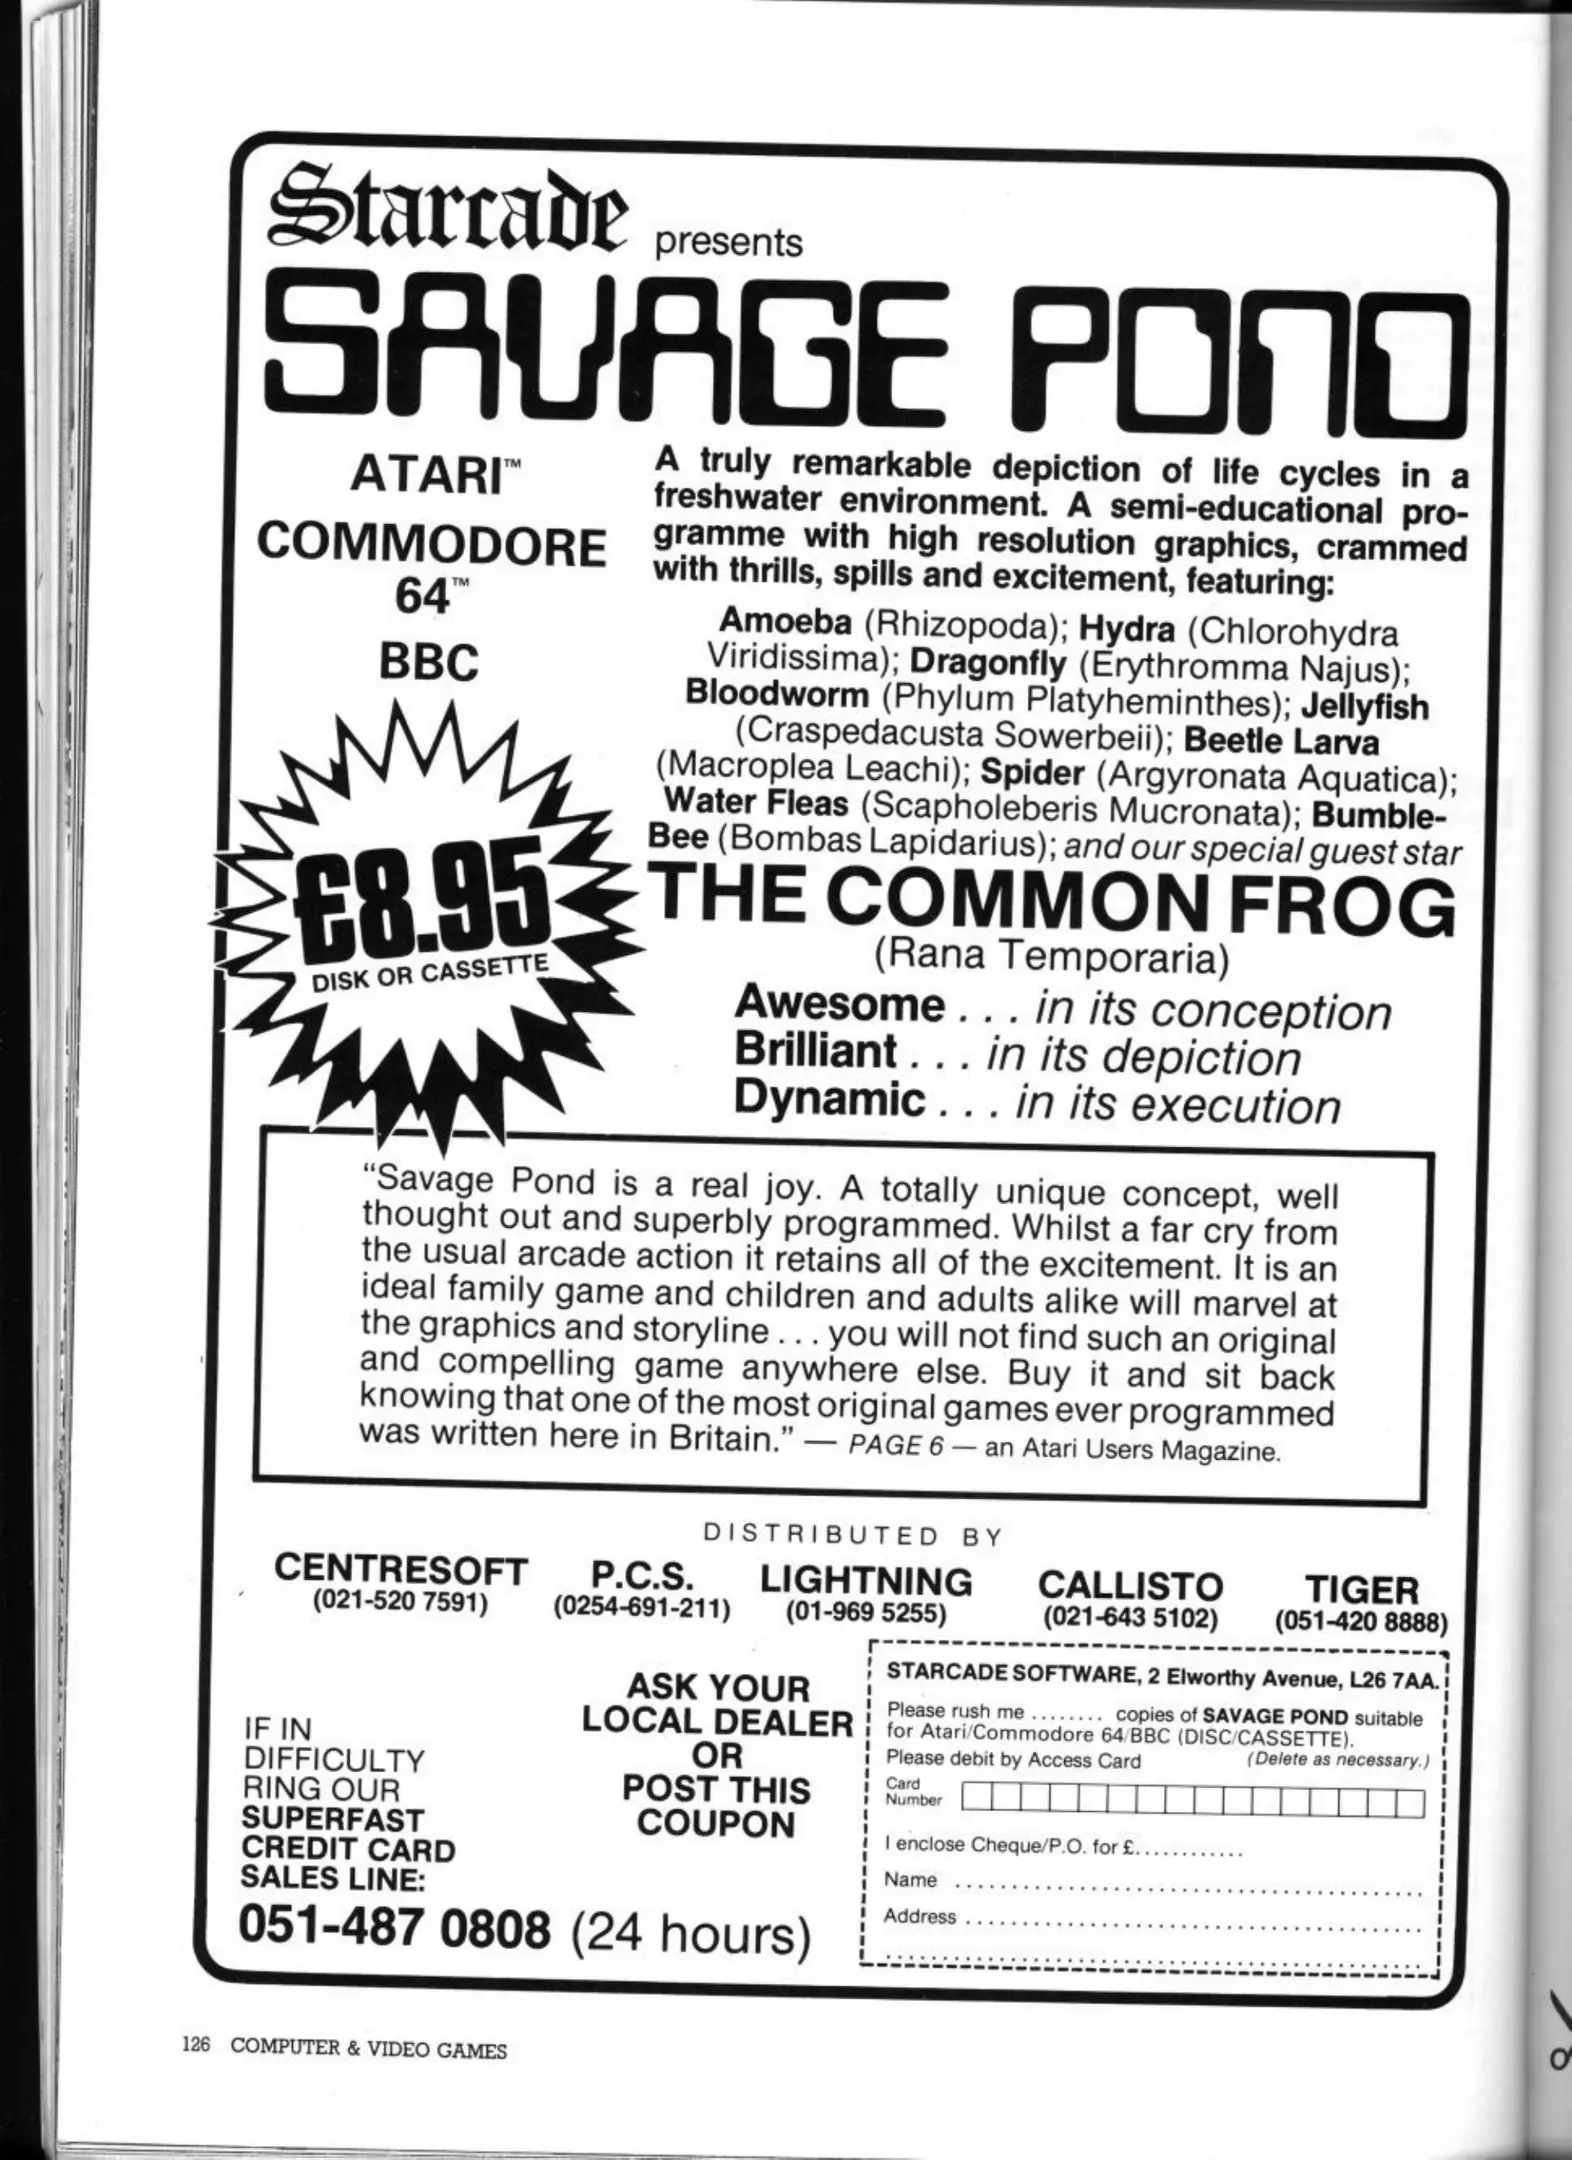 Starcade presents
SAVAGE POND
ATARI™
COMMODORE
64™
BBC
£8.95
DISK OR CASSETTE
A truly remarkable depiction of life cycles in a
freshwater environment. A semi-educational pro-
gramme with high resolution graphics, crammed
with thrills, spills and excitement, featuring:
Amoeba (Rhizopoda); Hydra (Chlorohydra
Viridissima); Dragonfly (Erythromma Najus);
Bloodworm (Phylum Platyheminthes); Jellyfish
(Craspedacusta Sowerbeii); Beetle Larva
(Macroplea Leachi); Spider (Argyronata Aquatica);
Water Fleas (Scapholeberis Mucronata); Bumble-
Bee (Bombas Lapidarius); and our special guest star
THE COMMON FROG
(Rana Temporaria)
Awesome . . . in its conception
Brilliant . . . in its depiction
Dynamic . . . in its execution
“Savage Pond is a real joy. A totally unique concept, well
thought out and superbly programmed. Whilst a far cry from
the usual arcade action it retains all of the excitement. It is an
ideal family game and children and adults alike will marvel at
the graphics and storyline . . . you will not find such an original
and compelling game anywhere else. Buy it and sit back
knowing that one of the most original games ever programmed
was written here in Britain.” — PAGE 6 — an Atari Users Magazine.
DISTRIBUTED BY
CENTRESOFT P.C.S. LIGHTNING CALLISTO TIGER
(021-520 7591) (0254-691-211) (01-969 5255) (021-643 5102) (051-420 8888)
IF IN
DIFFICULTY
RING OUR
SUPERFAST
CREDIT CARD
SALES LINE:
051-487 0808 (24 hours)
ASK YOUR
LOCAL DEALER
OR
POST THIS
COUPON
STARCADE SOFTWARE, 2 Elworthy Avenue, L26 7AA.
Please rush me ........ copies of SAVAGE POND suitable
for Atari/Commodore 64/BBC (DISC/CASSETTE).
Please debit by Access Card (Delete as necessary.)
Card
Number
I enclose Cheque/P.O. for £............
Name ..........................................
Address .........................................
................................................
126 COMPUTER & VIDEO GAMES